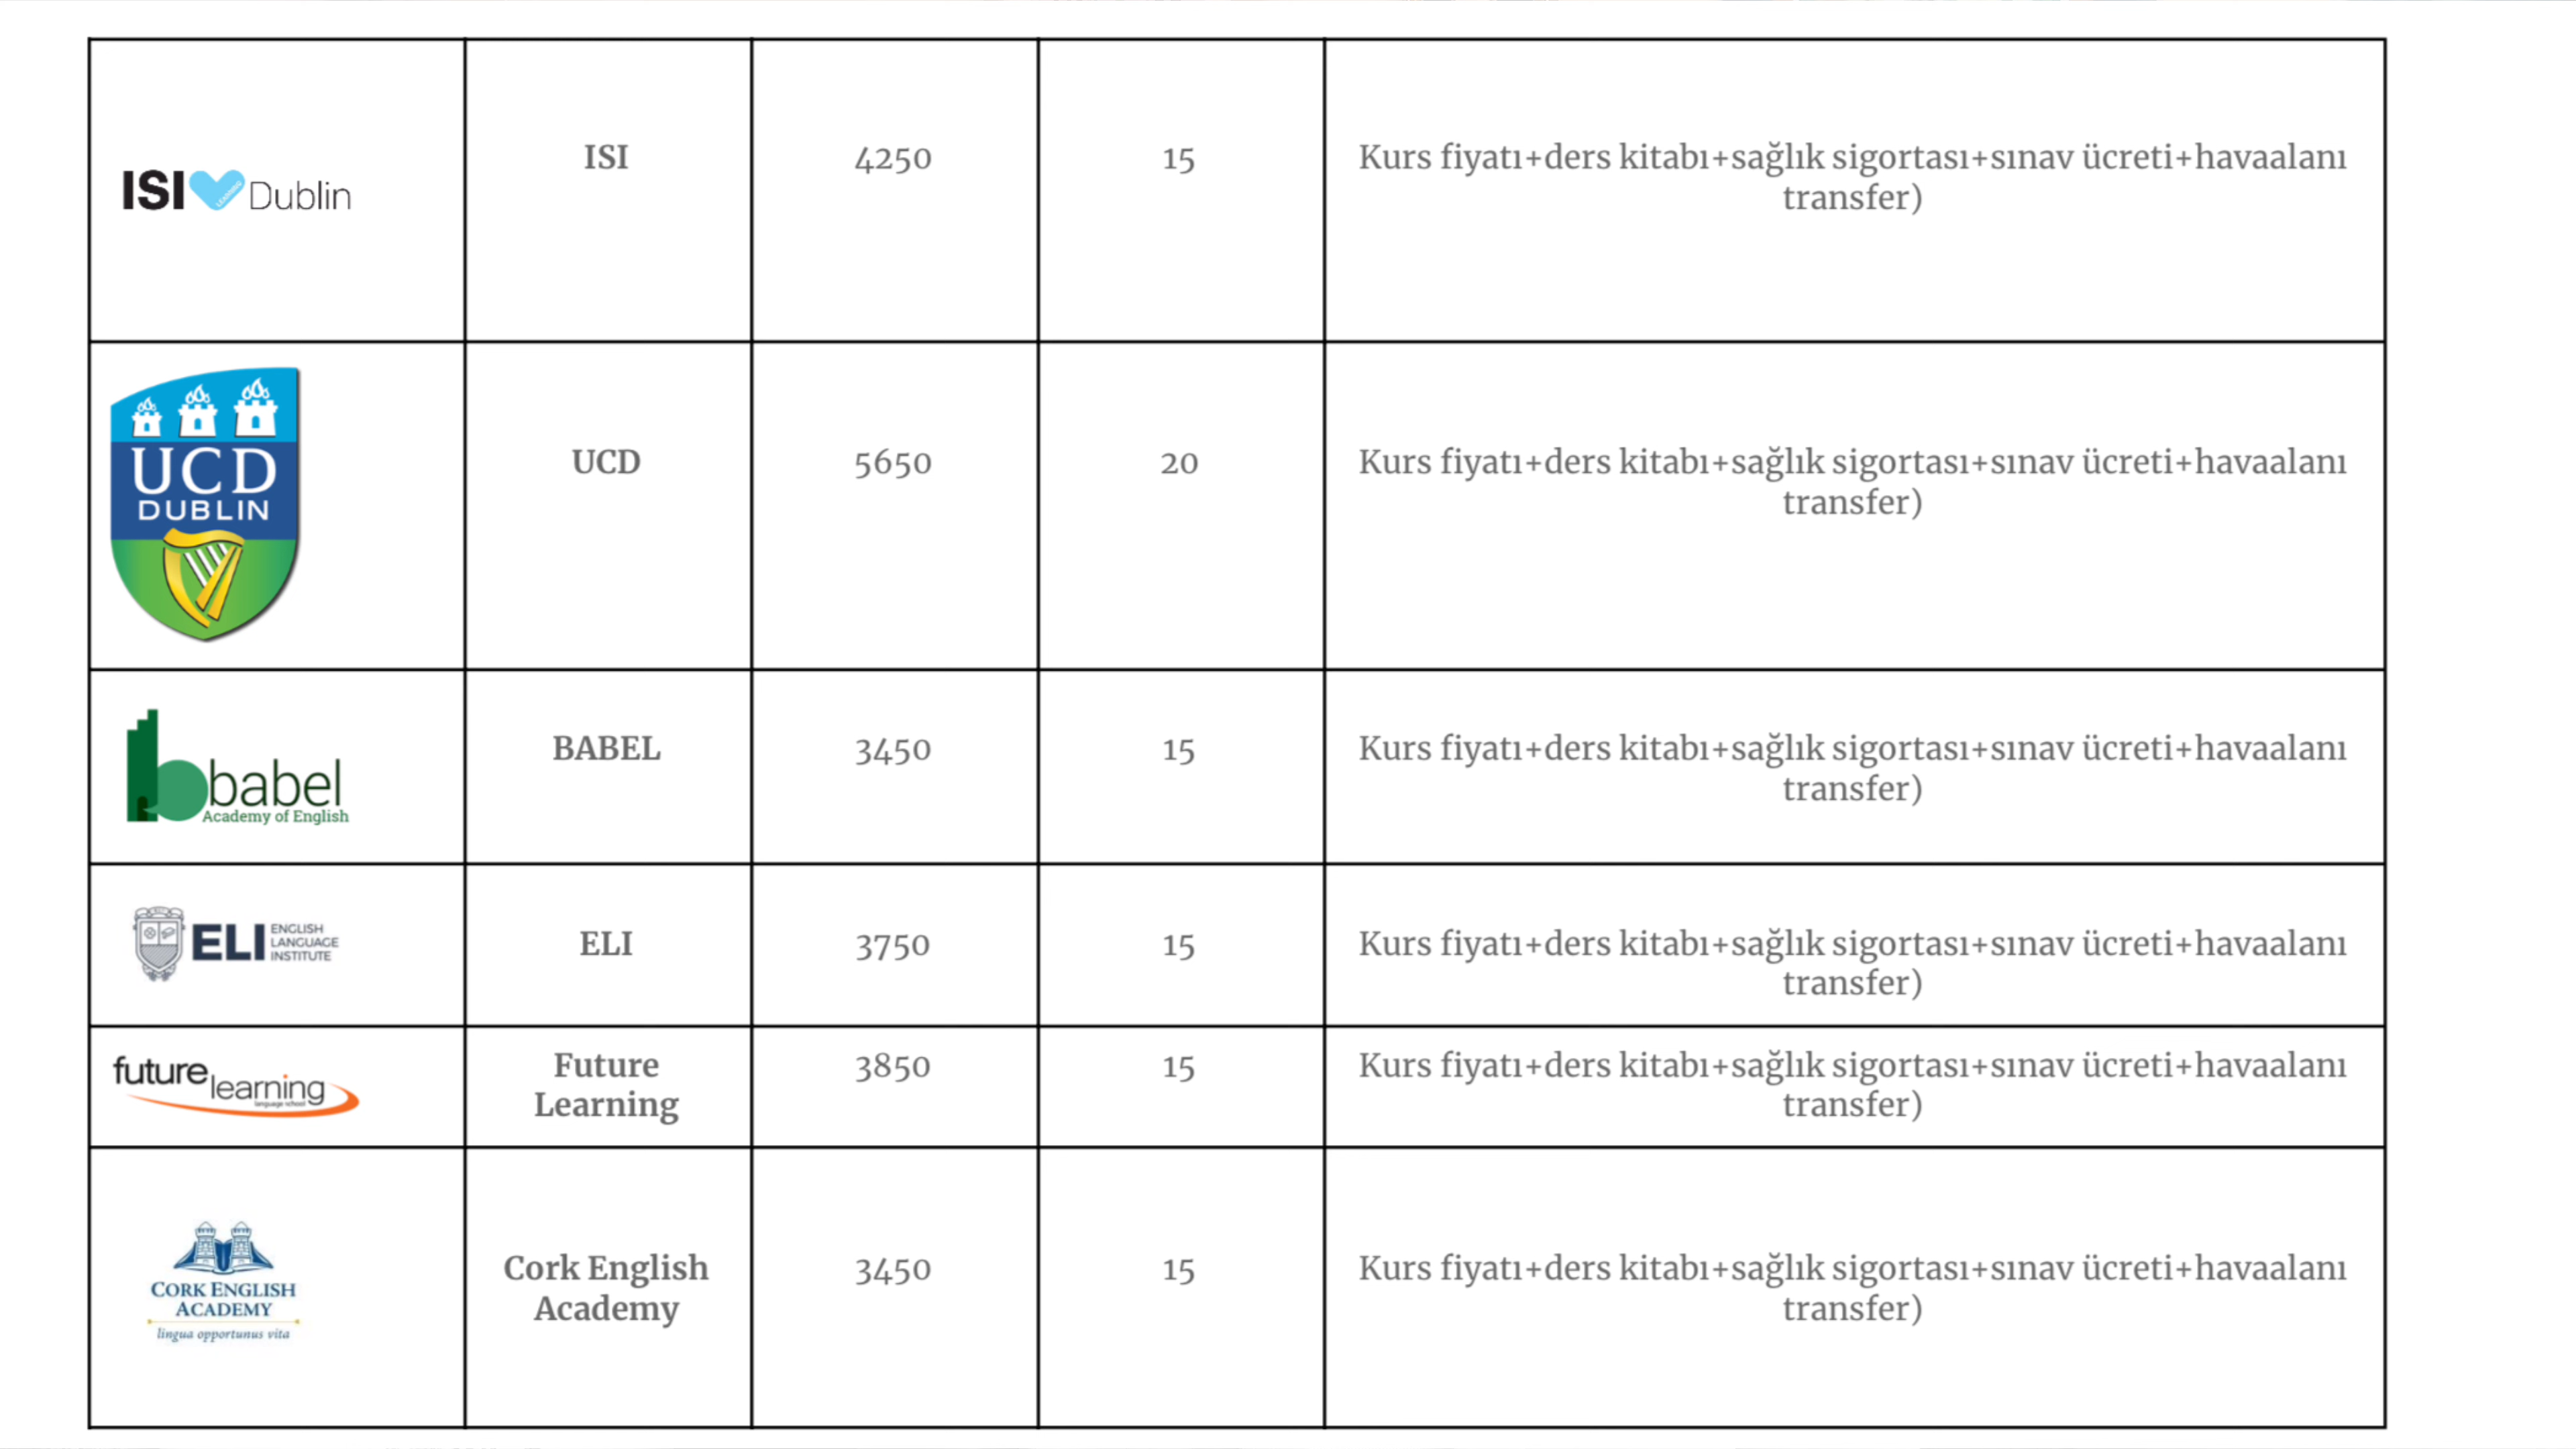 ISI LEARNING Dublin
ISI
4250
15
Kurs fiyatı+ders kitabı+sağlık sigortası+sınav ücreti+havaalanı
transfer)
UCD
DUBLIN
UCD
5650
20
Kurs fiyatı+ders kitabı+sağlık sigortası+sınav ücreti+havaalanı
transfer)
babel
Academy of English
BABEL
3450
15
Kurs fiyatı+ders kitabı+sağlık sigortası+sınav ücreti+havaalanı
transfer)
ELI
ENGLISH
LANGUAGE
INSTITUTE
ELI
3750
15
Kurs fiyatı+ders kitabı+sağlık sigortası+sınav ücreti+havaalanı
transfer)
future
learning
language school
Future
Learning
3850
15
Kurs fiyatı+ders kitabı+sağlık sigortası+sınav ücreti+havaalanı
transfer)
CORK ENGLISH
ACADEMY
lingua opportunus vita
Cork English
Academy
3450
15
Kurs fiyatı+ders kitabı+sağlık sigortası+sınav ücreti+havaalanı
transfer)